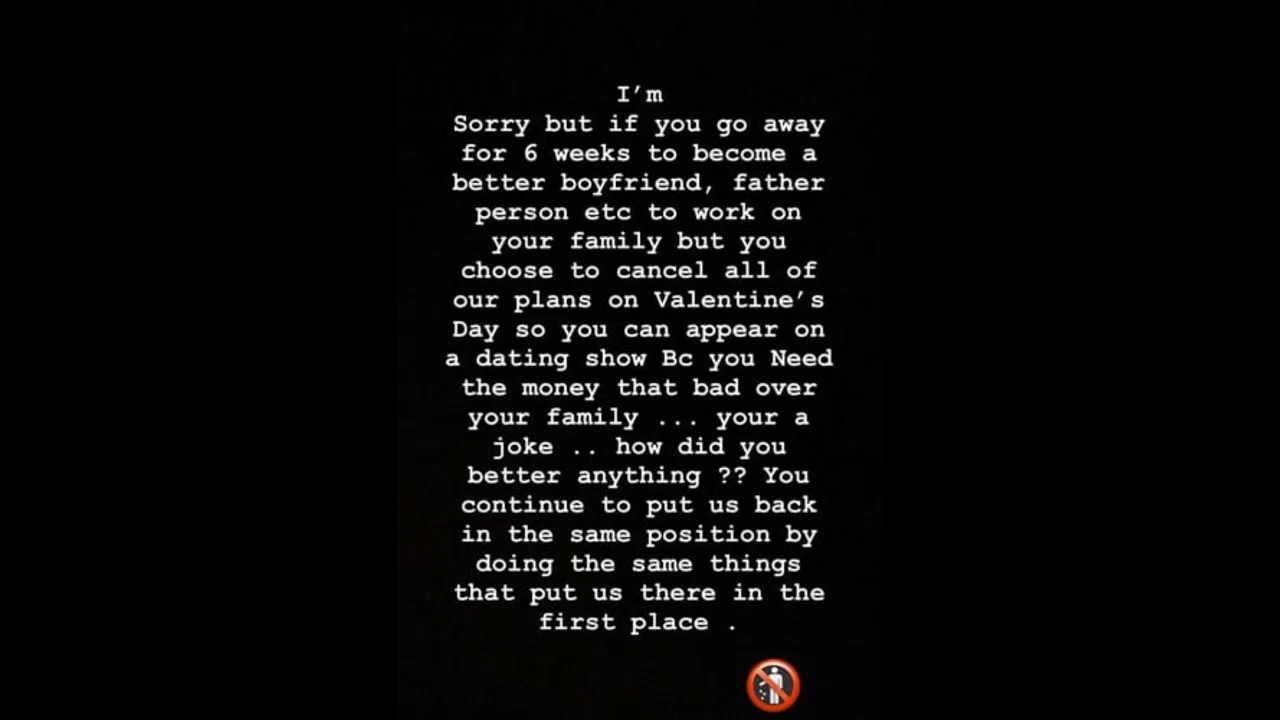 I'm
Sorry but if you go away
for 6 weeks to become a
better boyfriend, father
person etc to work on
your family but you
choose to cancel all of
our plans on Valentine's
Day so you can appear on
a dating show Bc you Need
the money that bad over
your family ... your a
joke .. how did you
better anything ?? You
continue to put us back
in the same position by
doing the same things
that put us there in the
first place .